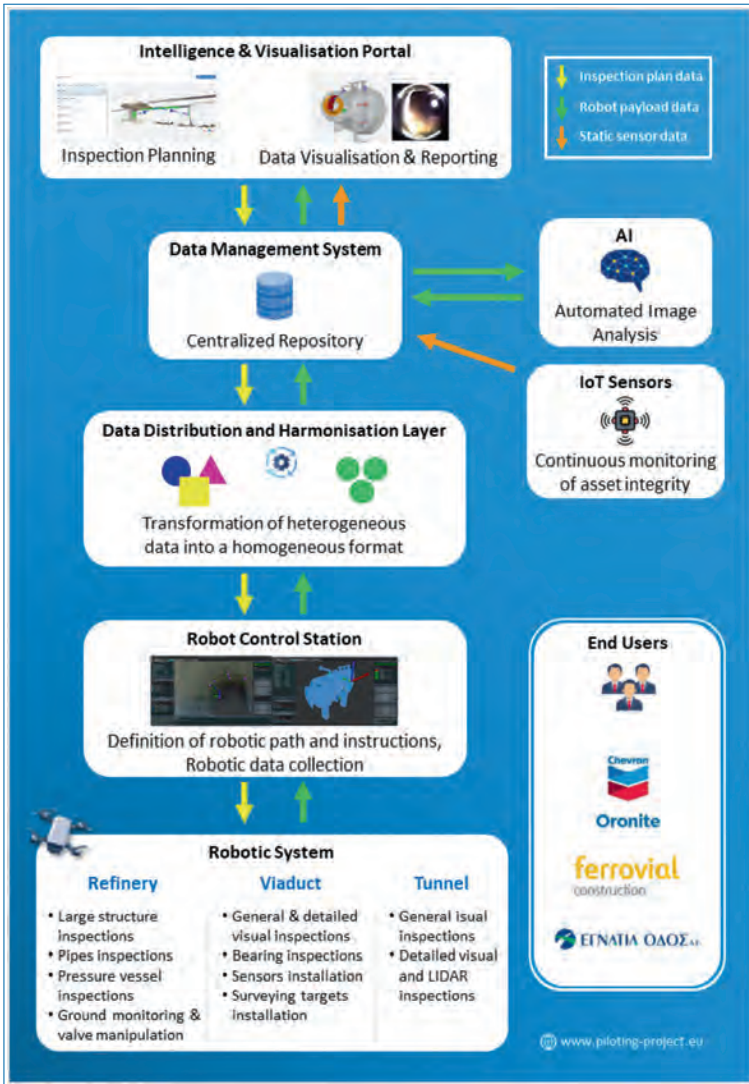 Intelligence & Visualisation Portal
Inspection Planning
Data Visualisation & Reporting
Inspection plan data
Robot payload data
Static sensor data
Data Management System
Centralized Repository
AI
Automated Image
Analysis
IoT Sensors
Continuous monitoring
of asset integrity
Data Distribution and Harmonisation Layer
Transformation of heterogeneous
data into a homogeneous format
Robot Control Station
Definition of robotic path and instructions,
Robotic data collection
End Users
Chevron
Oronite
ferrovial
construction
ΕΓΝΑΤΙΑ ΟΔΟΣ
Robotic System
Refinery
• Large structure
inspections
• Pipes inspections
• Pressure vessel
inspections
• Ground monitoring &
valve manipulation
Viaduct
• General & detailed
visual inspections
• Bearing inspections
• Sensors installation
• Surveying targets
installation
Tunnel
• General isual
inspections
• Detailed visual
and LIDAR
inspections
www.piloting-project.eu